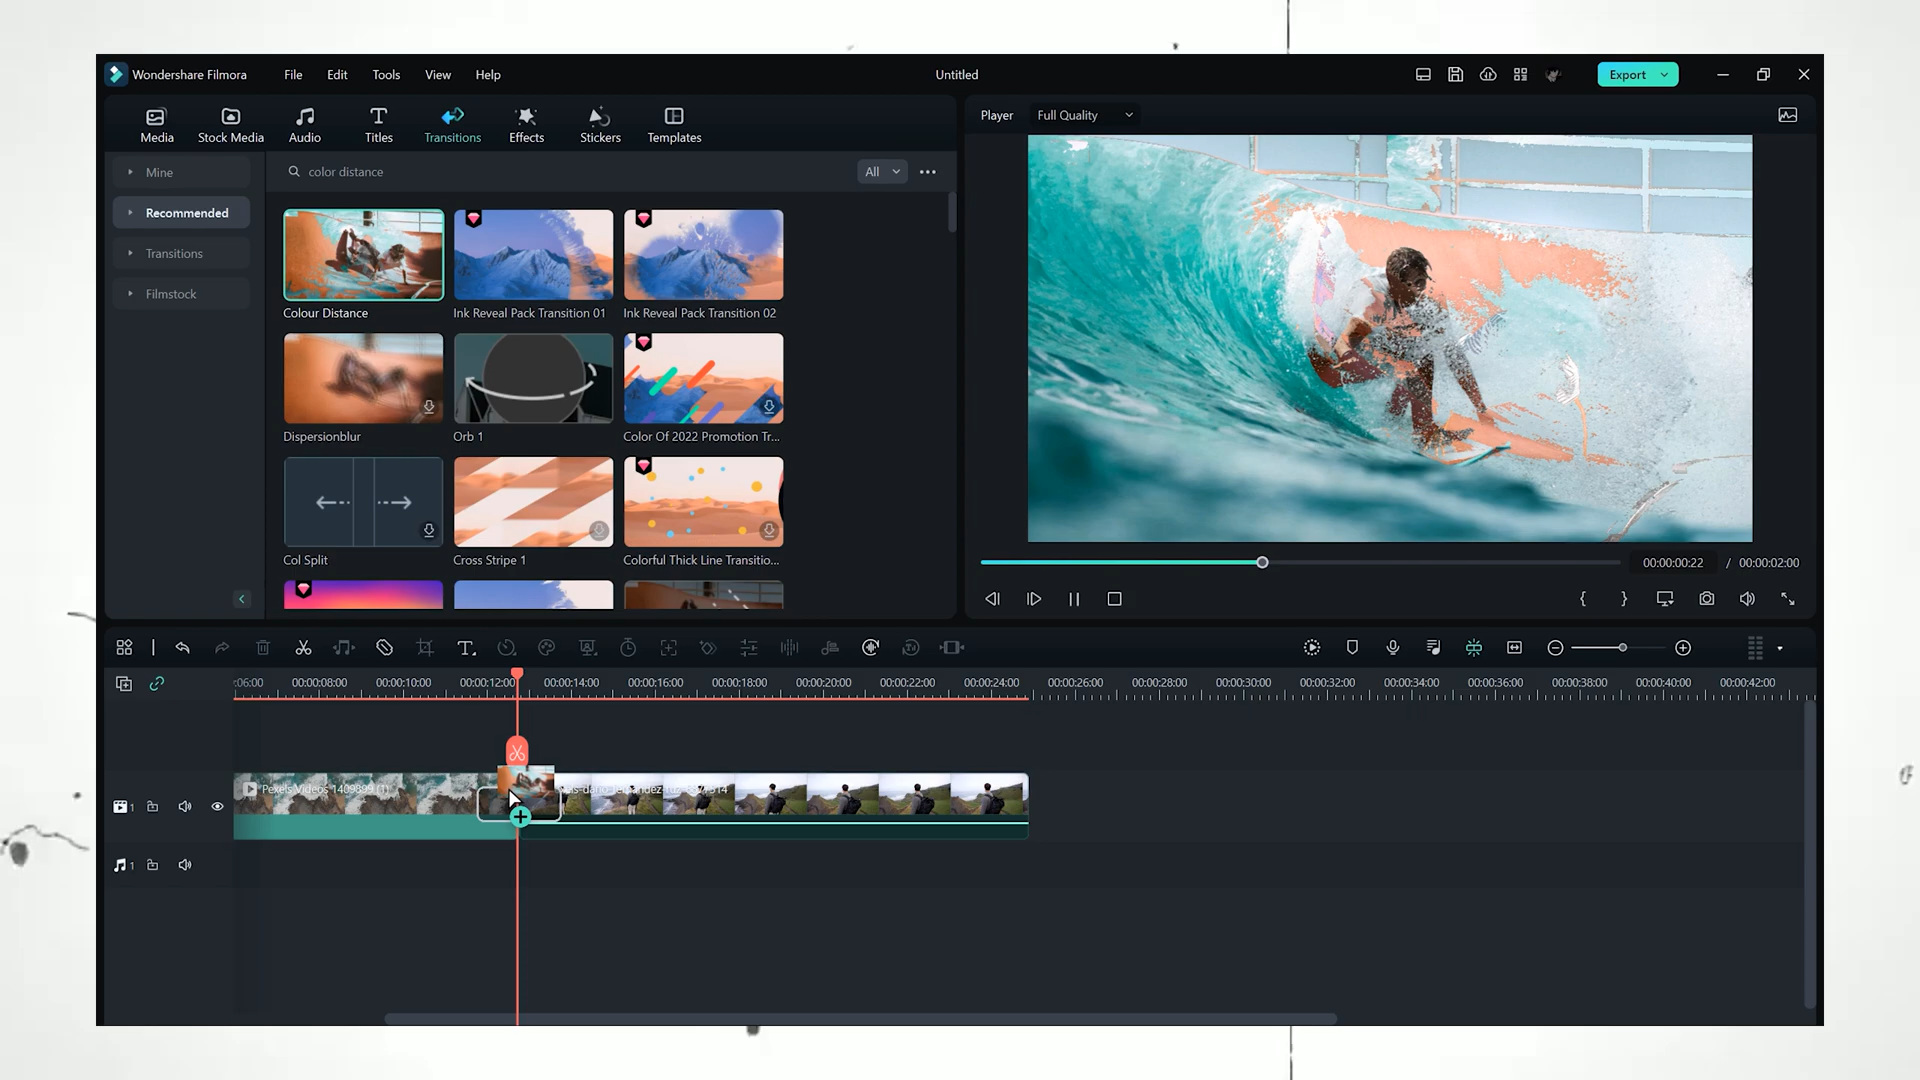 Wondershare Filmora File Edit Tools View Help Untitled Export
Media Stock Media Audio Titles Transitions Effects Stickers Templates
Player Full Quality
Mine
Recommended
Transitions
Filmstock
color distance All
Colour Distance Ink Reveal Pack Transition 01 Ink Reveal Pack Transition 02
Dispersionblur Orb 1 Color Of 2022 Promotion Tr...
Col Split Cross Stripe 1 Colorful Thick Line Transitio...
00:00:00:22 / 00:00:02:00
:06:00 00:00:08:00 00:00:10:00 00:00:12:00 00:00:14:00 00:00:16:00 00:00:18:00 00:00:20:00 00:00:22:00 00:00:24:00 00:00:26:00 00:00:28:00 00:00:30:00 00:00:32:00 00:00:34:00 00:00:36:00 00:00:38:00 00:00:40:00 00:00:42:00
Pexels Videos 1409899 (1)
1
1